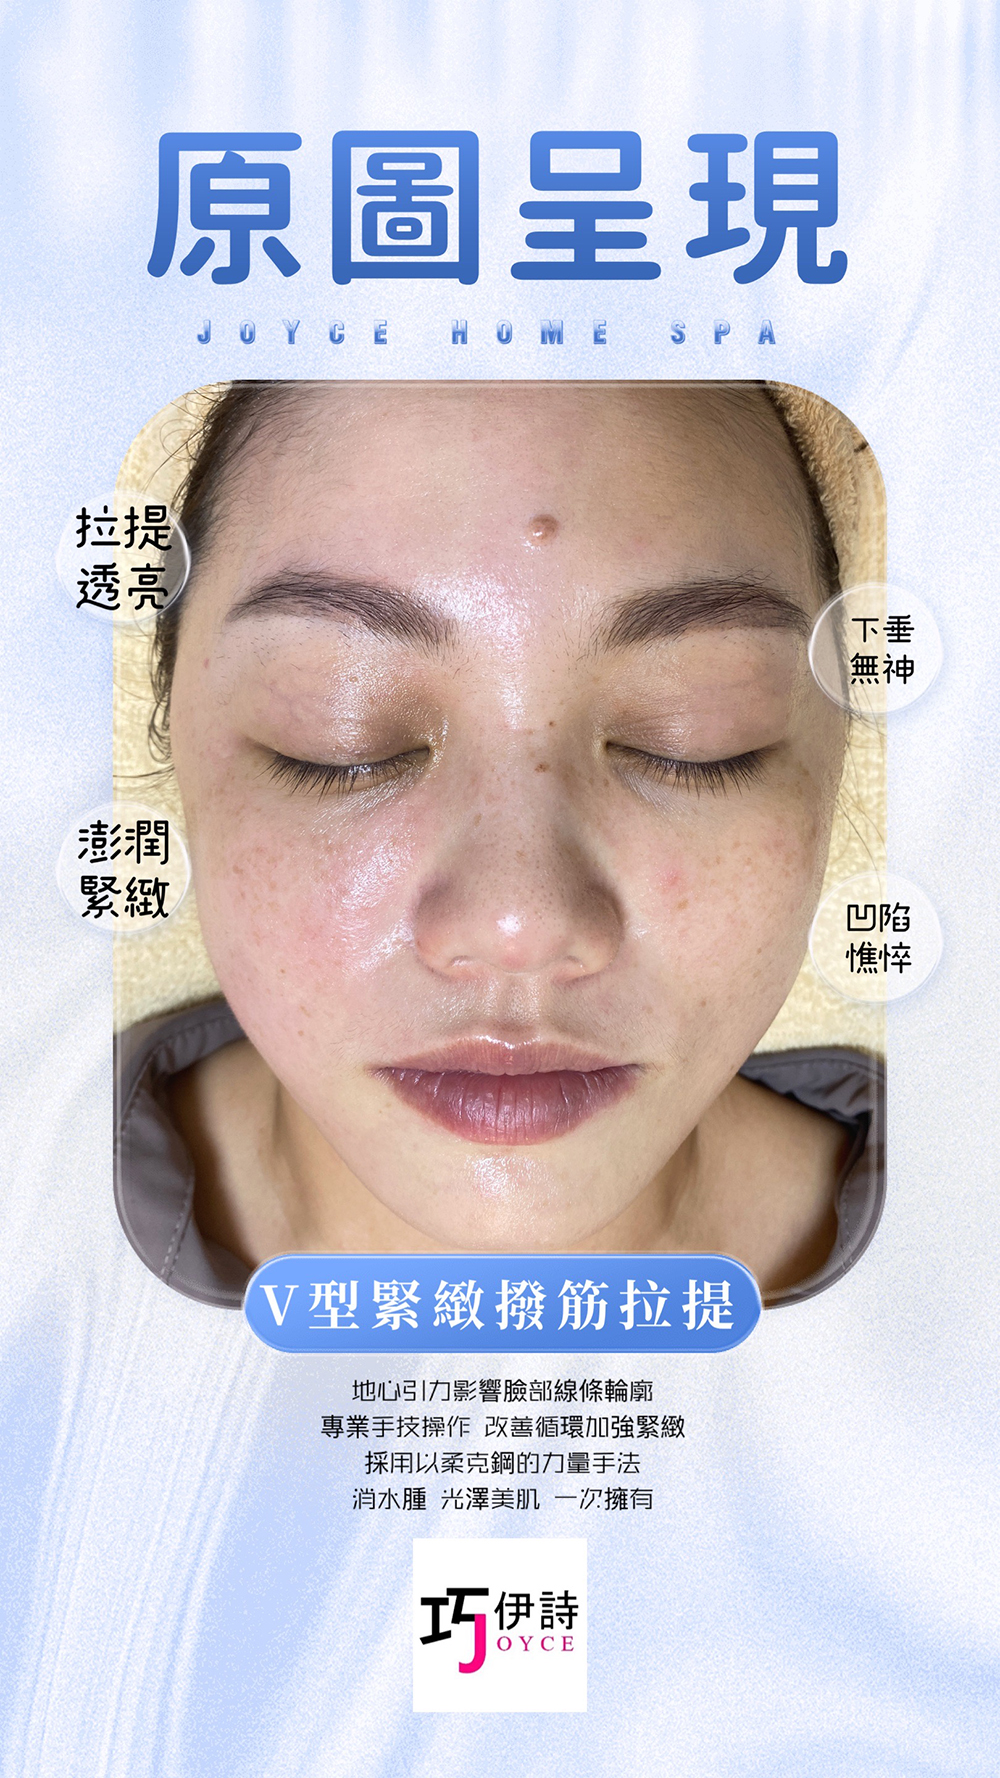 原圖呈現
JOYCE HOME SPA
拉提
透亮
下垂
無神
澎潤
緊緻
凹陷
憔悴
V型緊緻撥筋拉提
地心引力影響臉部線條輪廓
專業手技操作 改善循環加強緊緻
採用以柔克鋼的力量手法
消水腫 光澤美肌 一次擁有
巧伊詩
JOYCE